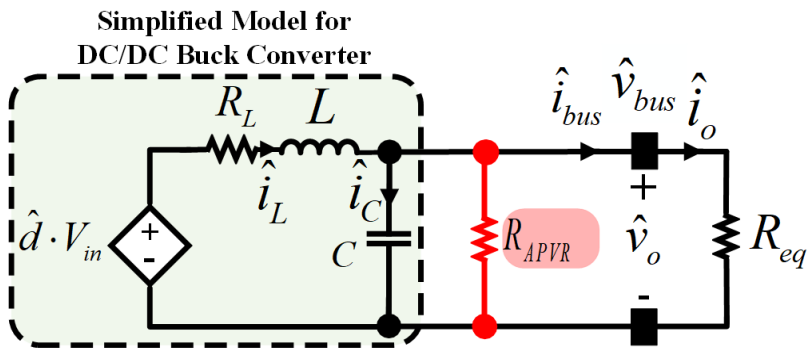 Simplified Model for
DC/DC Buck Converter
R_L
L
î_L
î_C
C
d̂ · V_in
+
-
R_APVR
î_bus
v̂_bus
î_o
+
v̂_o
-
R_eq